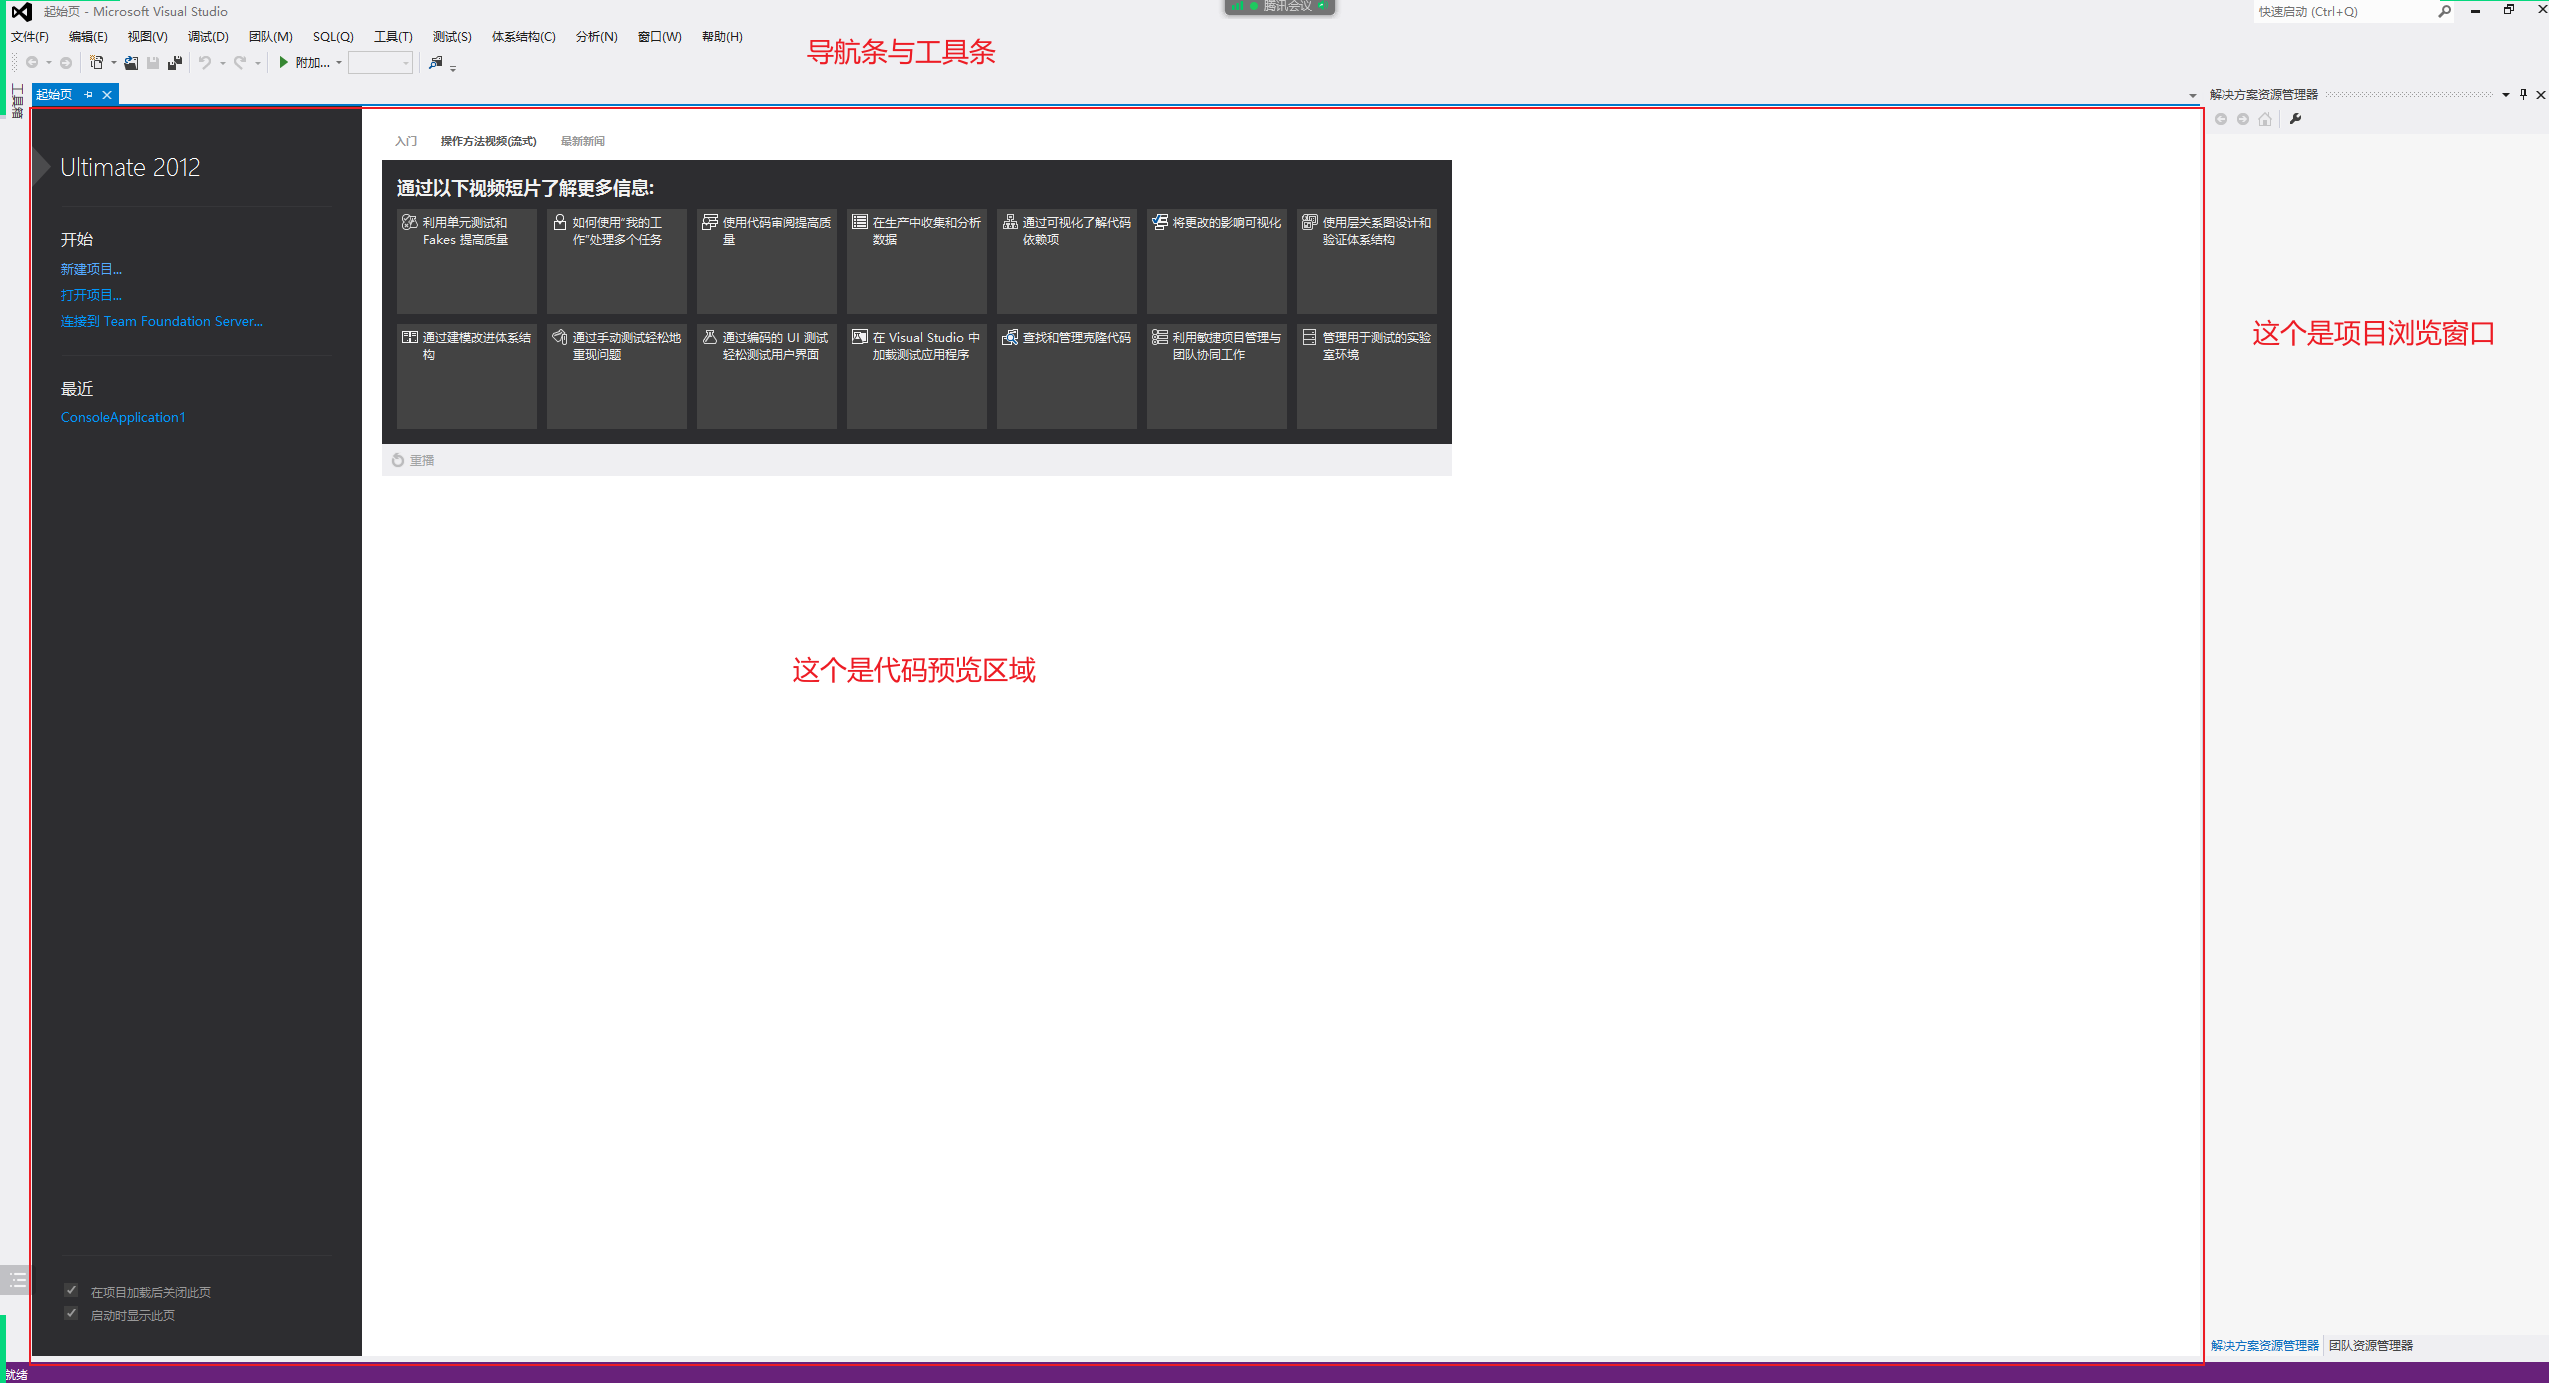 起始页 - Microsoft Visual Studio
腾讯会议
快速启动 (Ctrl+Q)
文件(F) 编辑(E) 视图(V) 调试(D) 团队(M) SQL(Q) 工具(T) 测试(S) 体系结构(C) 分析(N) 窗口(W) 帮助(H)
导航条与工具条
附加...
工具箱
起始页
解决方案资源管理器
Ultimate 2012
开始
新建项目...
打开项目...
连接到 Team Foundation Server...
最近
ConsoleApplication1
入门 操作方法视频(流式) 最新新闻
通过以下视频短片了解更多信息:
利用单元测试和
Fakes 提高质量
如何使用“我的工
作”处理多个任务
使用代码审阅提高质
量
在生产中收集和分析
数据
通过可视化了解代码
依赖项
将更改的影响可视化
使用层关系图设计和
验证体系结构
通过建模改进体系结
构
通过手动测试轻松地
重现问题
通过编码的 UI 测试
轻松测试用户界面
在 Visual Studio 中
加载测试应用程序
查找和管理克隆代码
利用敏捷项目管理与
团队协同工作
管理用于测试的实验
室环境
重播
这个是项目浏览窗口
这个是代码预览区域
在项目加载后关闭此页
启动时显示此页
解决方案资源管理器 团队资源管理器
就绪